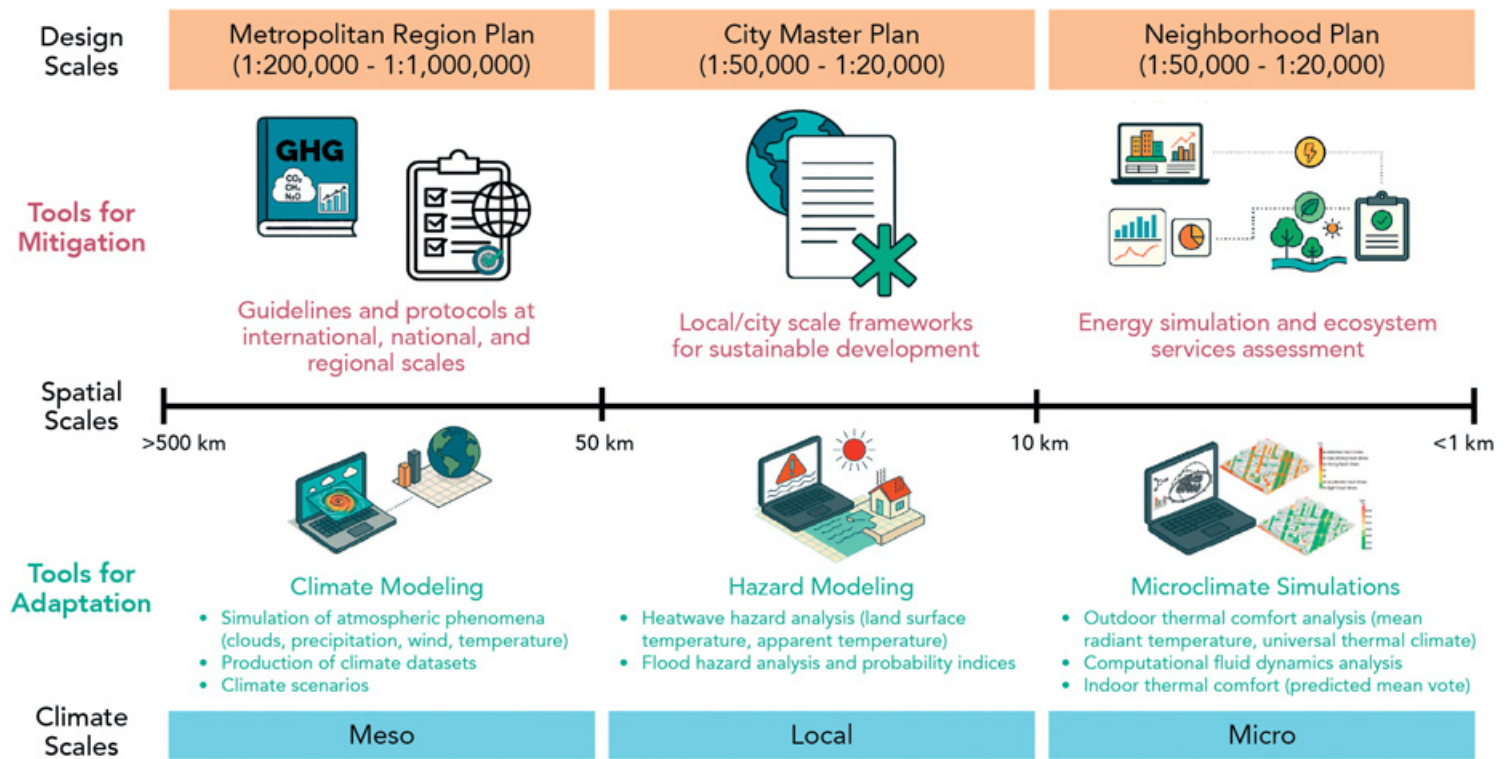 Design
Scales
Metropolitan Region Plan
(1:200,000 - 1:1,000,000)
City Master Plan
(1:50,000 - 1:20,000)
Neighborhood Plan
(1:50,000 - 1:20,000)
Tools for
Mitigation
GHG
CO₂
CH₄
N₂O
Guidelines and protocols at
international, national, and
regional scales
Local/city scale frameworks
for sustainable development
Energy simulation and ecosystem
services assessment
Spatial
Scales
>500 km
50 km
10 km
<1 km
Tools for
Adaptation
Climate Modeling
• Simulation of atmospheric phenomena
(clouds, precipitation, wind, temperature)
• Production of climate datasets
• Climate scenarios
Hazard Modeling
• Heatwave hazard analysis (land surface
temperature, apparent temperature)
• Flood hazard analysis and probability indices
Microclimate Simulations
• Outdoor thermal comfort analysis (mean
radiant temperature, universal thermal climate)
• Computational fluid dynamics analysis
• Indoor thermal comfort (predicted mean vote)
Climate
Scales
Meso
Local
Micro